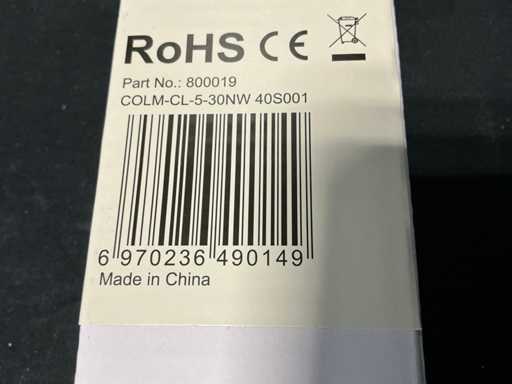 RoHS CE
Part No.: 800019
COLM-CL-5-30NW 40S001
6 970236 490149
Made in China